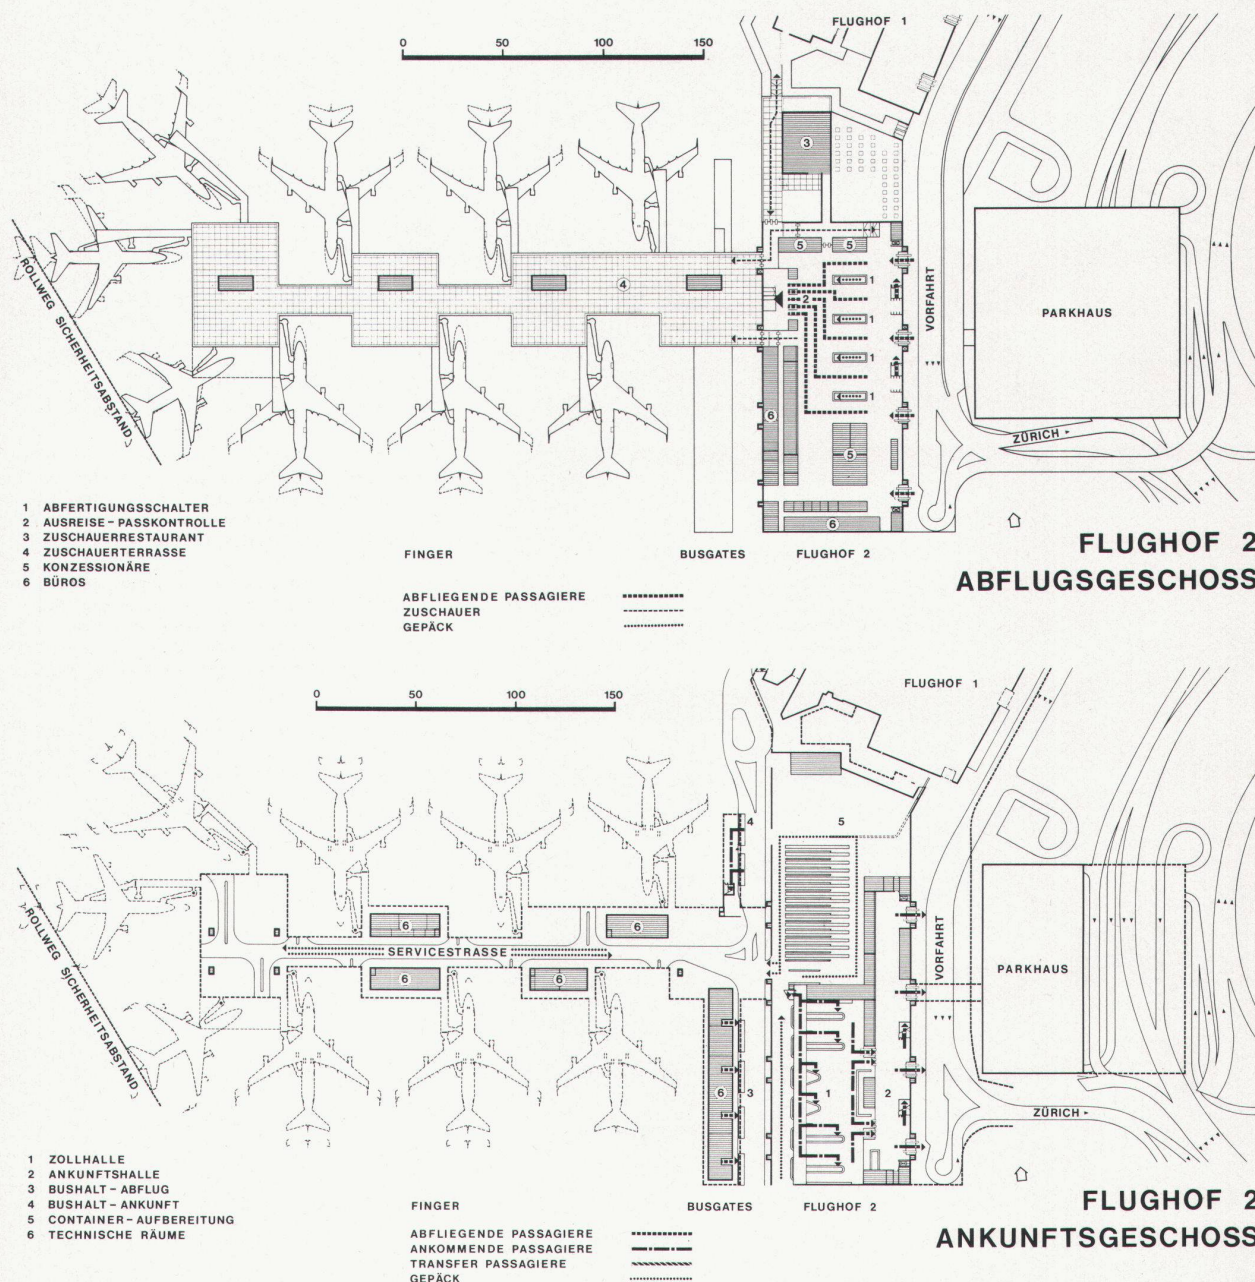 FLUGHOF 1
0 50 100 150
3
5 5
4
1
2
1
1
1
6
5
6
VORFAHRT
PARKHAUS
ZÜRICH
ROLLWEG SICHERHEITSABSTAND
1 ABFERTIGUNGSSCHALTER
2 AUSREISE-PASSKONTROLLE
3 ZUSCHAUERRESTAURANT
4 ZUSCHAUERTERRASSE
5 KONZESSIONÄRE
6 BÜROS
FINGER
BUSGATES
FLUGHOF 2
ABFLIEGENDE PASSAGIERE
ZUSCHAUER
GEPÄCK
FLUGHOF 2
ABFLUGSGESCHOSS
FLUGHOF 1
0 50 100 150
4
5
6
6
SERVICESTRASSE
6
6
6
3
1
2
VORFAHRT
PARKHAUS
ZÜRICH
ROLLWEG SICHERHEITSABSTAND
1 ZOLLHALLE
2 ANKUNFTSHALLE
3 BUSHALT-ABFLUG
4 BUSHALT-ANKUNFT
5 CONTAINER-AUFBEREITUNG
6 TECHNISCHE RÄUME
FINGER
BUSGATES
FLUGHOF 2
ABFLIEGENDE PASSAGIERE
ANKOMMENDE PASSAGIERE
TRANSFER PASSAGIERE
GEPÄCK
FLUGHOF 2
ANKUNFTSGESCHOSS